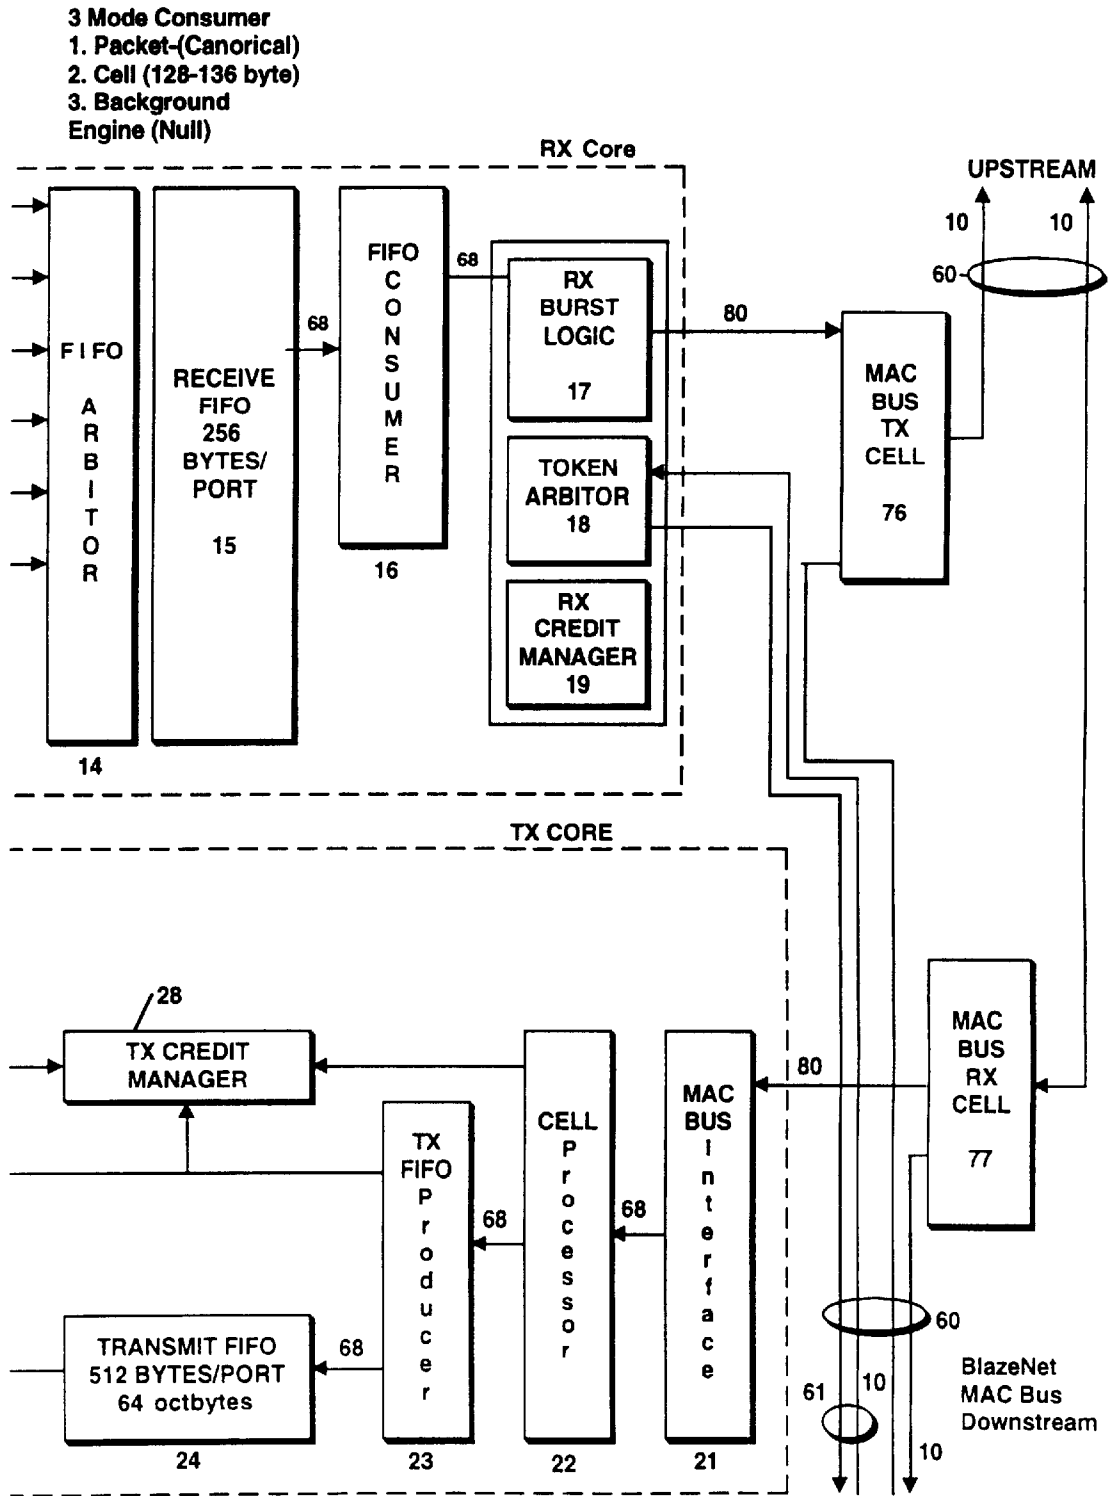 3 Mode Consumer
1. Packet-(Canorical)
2. Cell (128-136 byte)
3. Background
Engine (Null)
RX Core
UPSTREAM
10
10
60
FIFO
ARBITOR
14
RECEIVE
FIFO
256
BYTES/
PORT
15
68
FIFO
CONSUMER
16
68
RX
BURST
LOGIC
17
TOKEN
ARBITOR
18
RX
CREDIT
MANAGER
19
80
MAC
BUS
TX
CELL
76
TX CORE
28
TX CREDIT
MANAGER
TX
FIFO
Producer
23
68
CELL
Processor
22
68
MAC
BUS
Interface
21
80
MAC
BUS
RX
CELL
77
TRANSMIT FIFO
512 BYTES/PORT
64 octbytes
24
68
60
61
10
10
BlazeNet
MAC Bus
Downstream